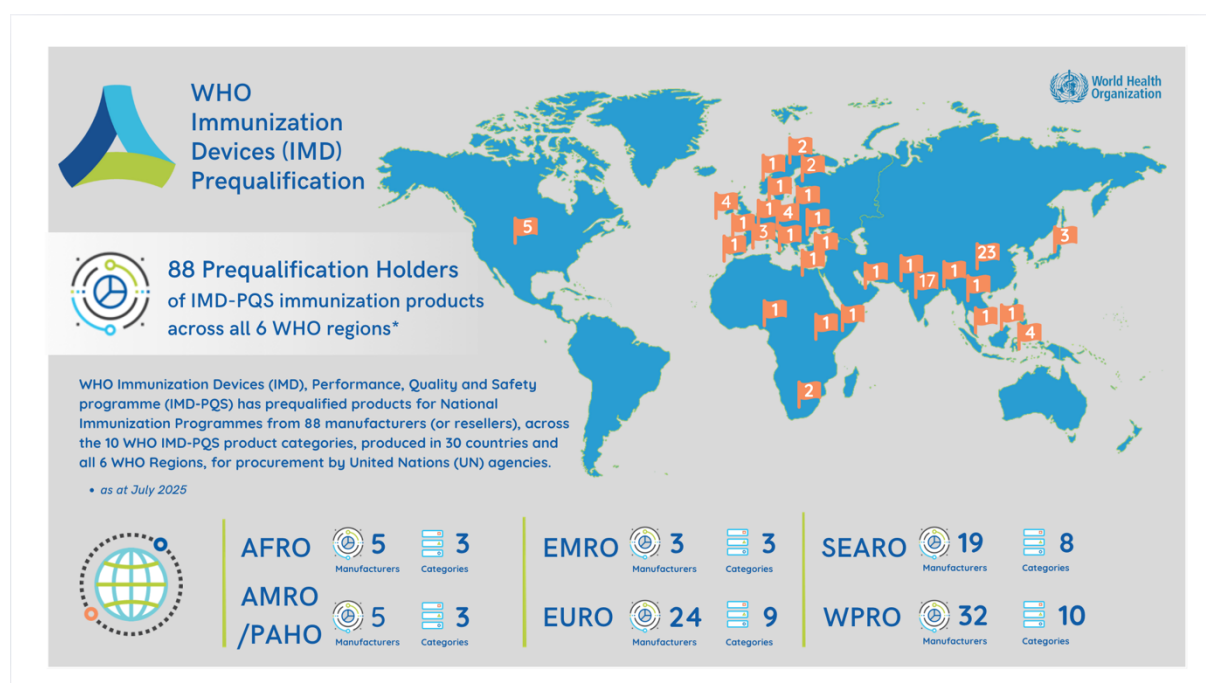 WHO
Immunization
Devices (IMD)
Prequalification
World Health
Organization
88 Prequalification Holders
of IMD-PQS immunization products
across all 6 WHO regions*
WHO Immunization Devices (IMD), Performance, Quality and Safety
programme (IMD-PQS) has prequalified products for National
Immunization Programmes from 88 manufacturers (or resellers), across
the 10 WHO IMD-PQS product categories, produced in 30 countries and
all 6 WHO Regions, for procurement by United Nations (UN) agencies.
• as at July 2025
2
1
2
1
1
4
1
4
1
1
3
1
1
1
1
5
3
23
1
1
17
1
1
1
1
1
1
1
4
2
AFRO 5 3
Manufacturers Categories
AMRO
/PAHO 5 3
Manufacturers Categories
EMRO 3 3
Manufacturers Categories
EURO 24 9
Manufacturers Categories
SEARO 19 8
Manufacturers Categories
WPRO 32 10
Manufacturers Categories